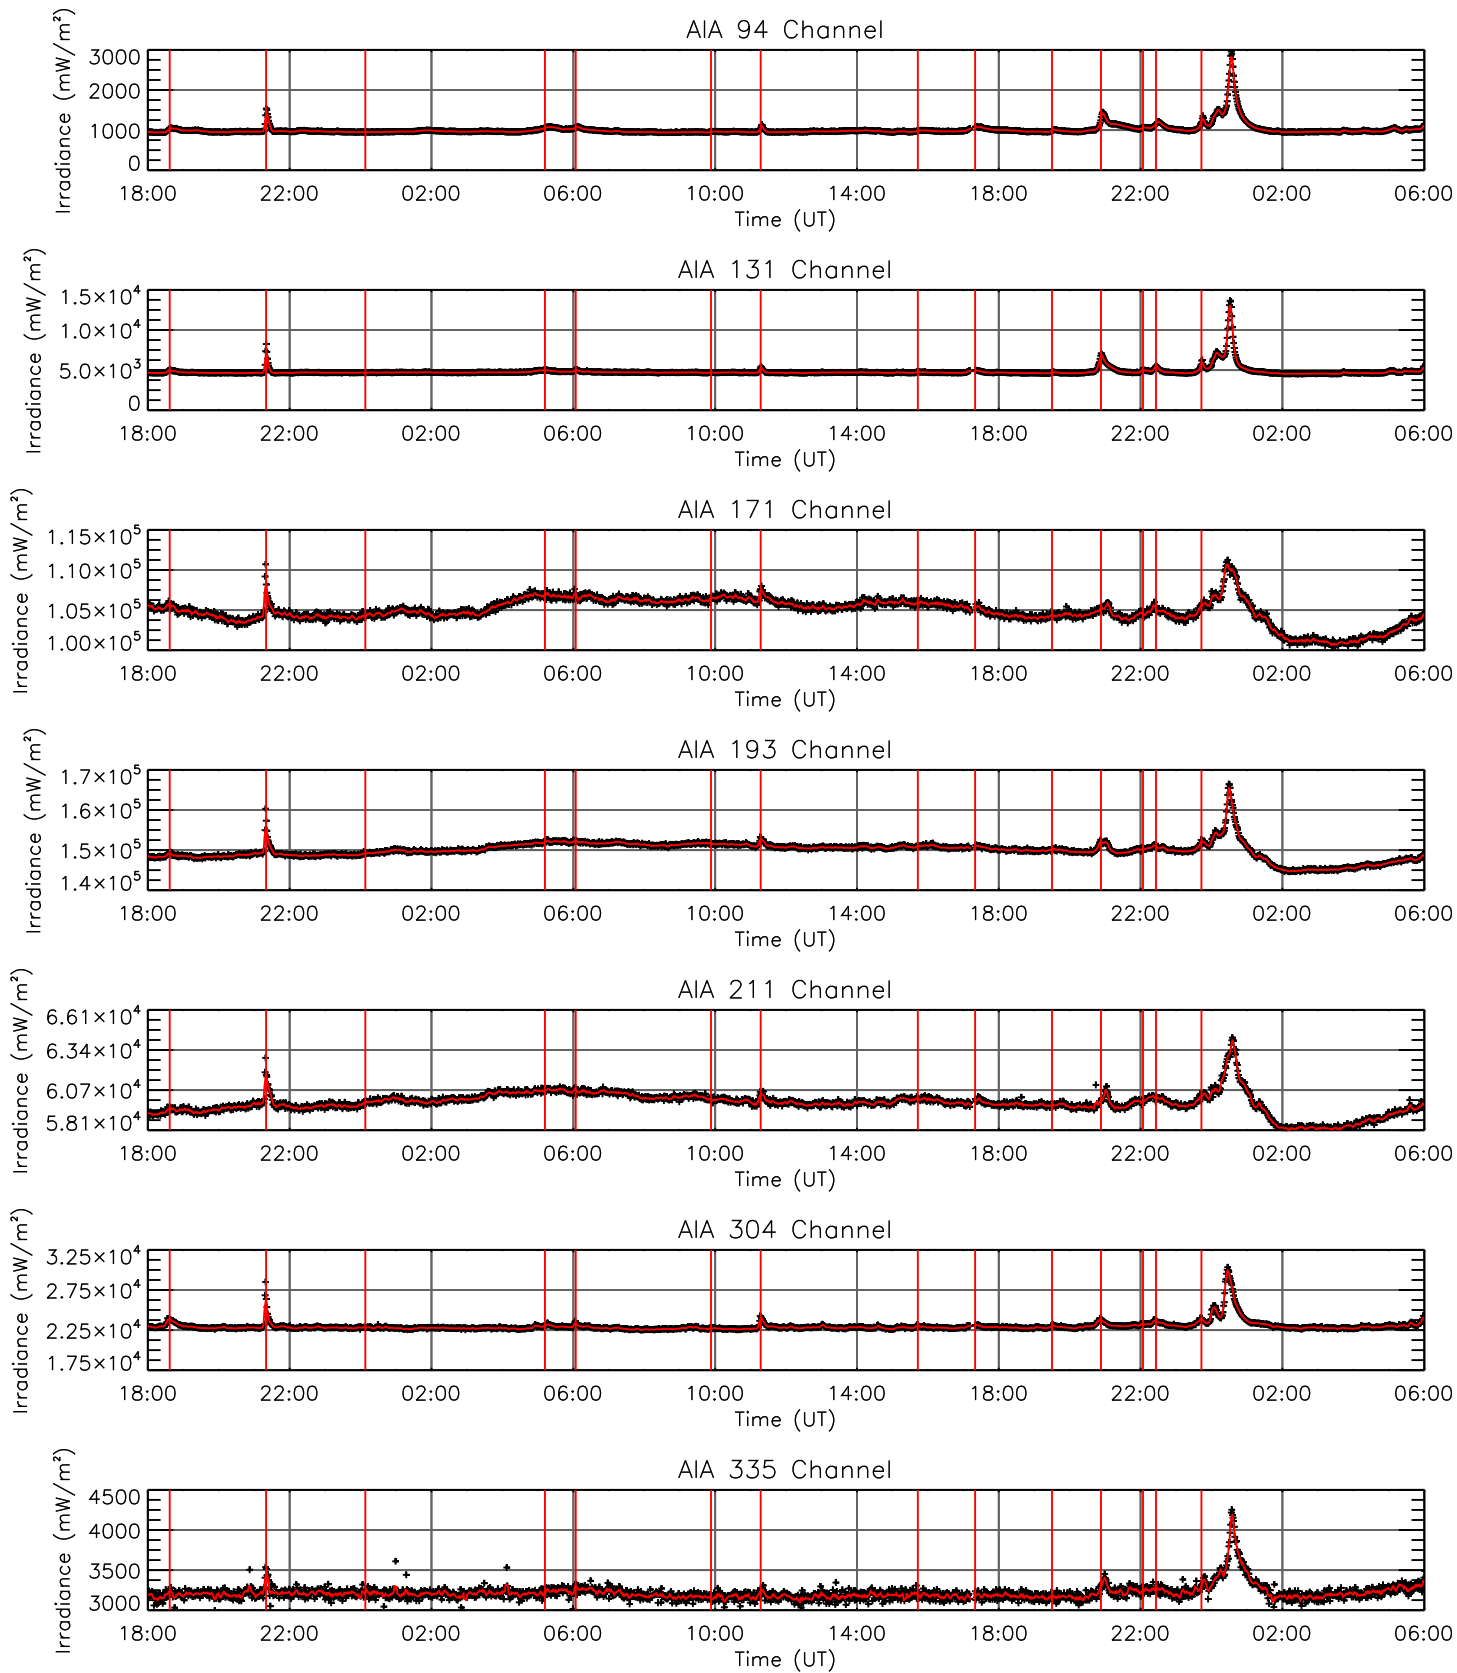 AIA 94 Channel
Irradiance (mW/m²)
3000
2000
1000
0
18:00 22:00 02:00 06:00 10:00 14:00 18:00 22:00 02:00 06:00
Time (UT)
AIA 131 Channel
Irradiance (mW/m²)
1.5×10⁴
1.0×10⁴
5.0×10³
0
18:00 22:00 02:00 06:00 10:00 14:00 18:00 22:00 02:00 06:00
Time (UT)
AIA 171 Channel
Irradiance (mW/m²)
1.15×10⁵
1.10×10⁵
1.05×10⁵
1.00×10⁵
18:00 22:00 02:00 06:00 10:00 14:00 18:00 22:00 02:00 06:00
Time (UT)
AIA 193 Channel
Irradiance (mW/m²)
1.7×10⁵
1.6×10⁵
1.5×10⁵
1.4×10⁵
18:00 22:00 02:00 06:00 10:00 14:00 18:00 22:00 02:00 06:00
Time (UT)
AIA 211 Channel
Irradiance (mW/m²)
6.61×10⁴
6.34×10⁴
6.07×10⁴
5.81×10⁴
18:00 22:00 02:00 06:00 10:00 14:00 18:00 22:00 02:00 06:00
Time (UT)
AIA 304 Channel
Irradiance (mW/m²)
3.25×10⁴
2.75×10⁴
2.25×10⁴
1.75×10⁴
18:00 22:00 02:00 06:00 10:00 14:00 18:00 22:00 02:00 06:00
Time (UT)
AIA 335 Channel
Irradiance (mW/m²)
4500
4000
3500
3000
18:00 22:00 02:00 06:00 10:00 14:00 18:00 22:00 02:00 06:00
Time (UT)